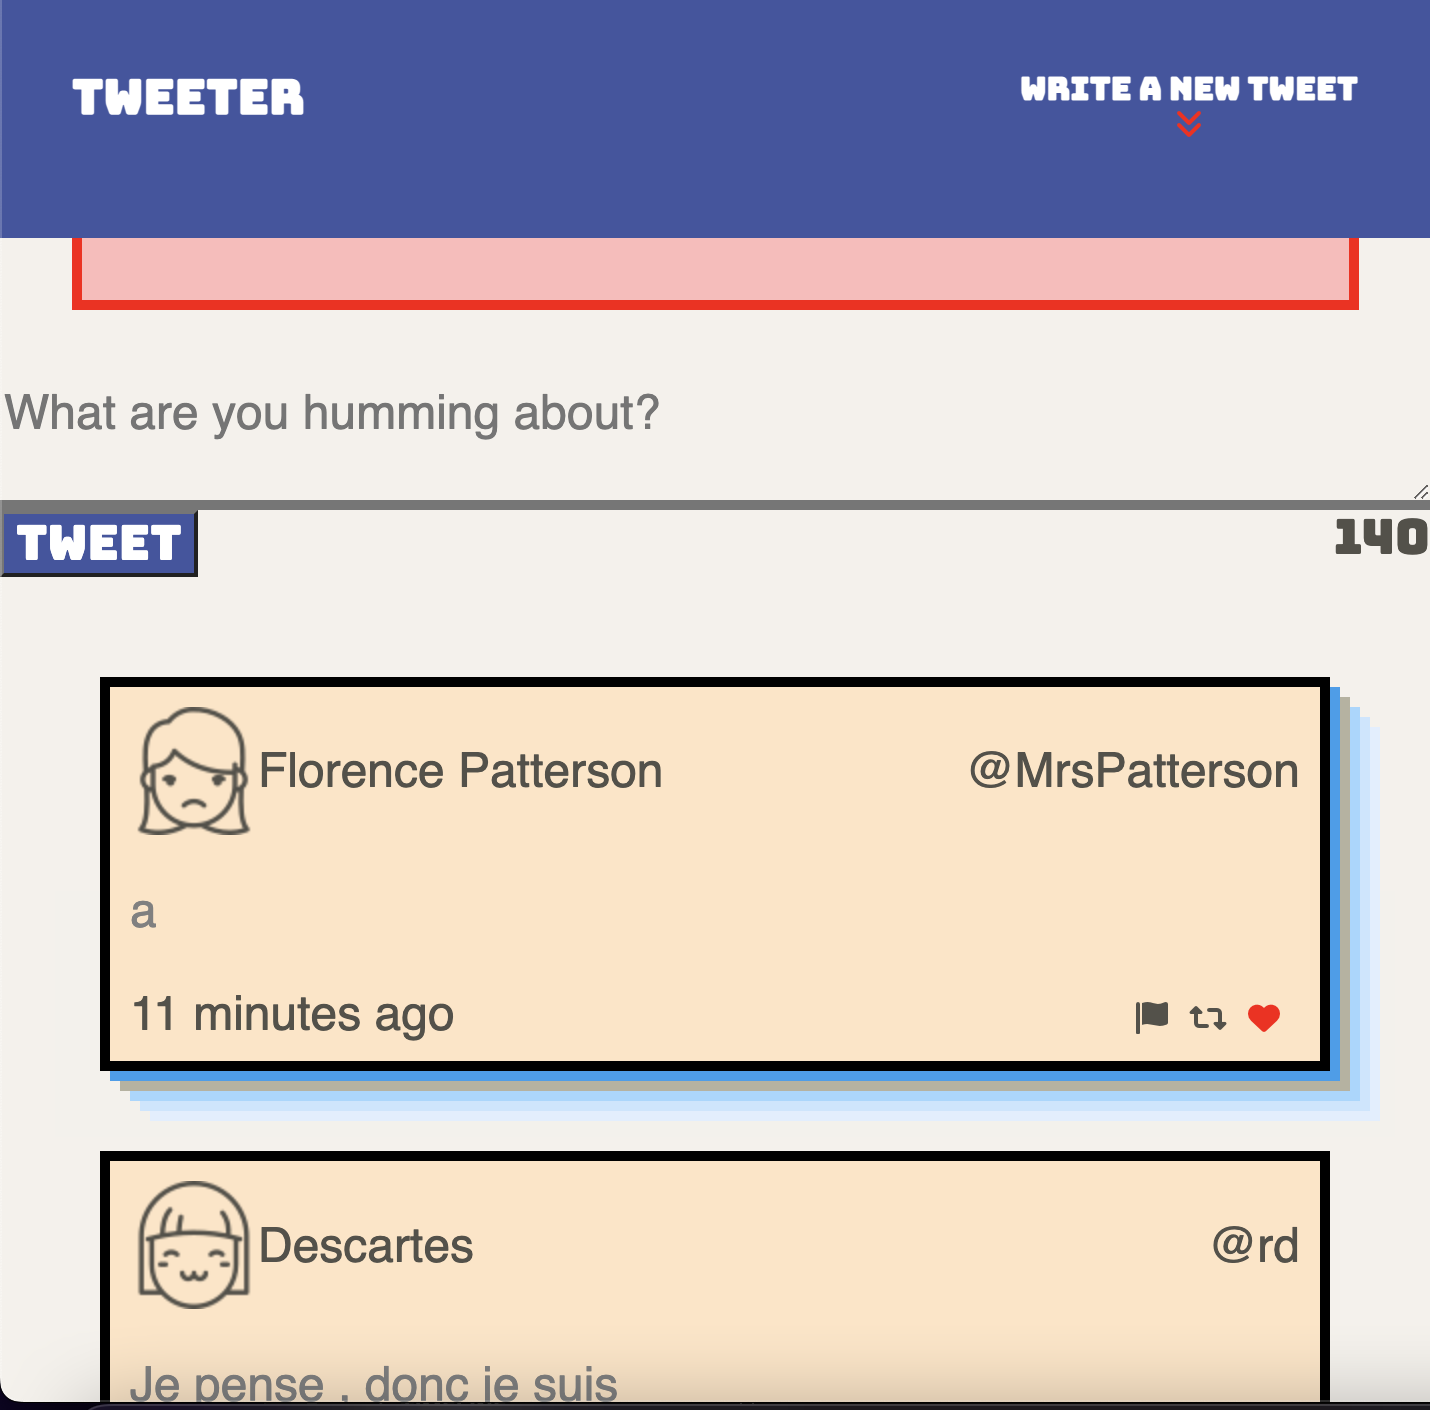 TWEETER
WRITE A NEW TWEET
What are you humming about?
TWEET
140
Florence Patterson
@MrsPatterson
a
11 minutes ago
Descartes
@rd
Je pense , donc je suis